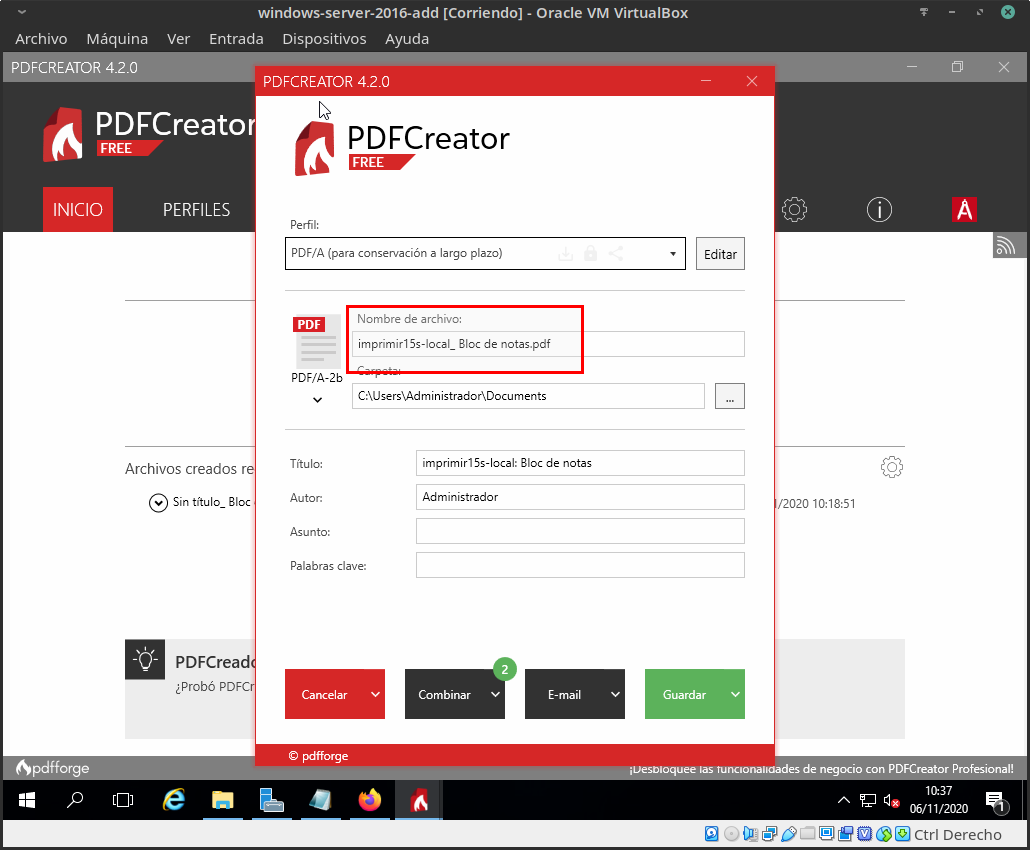 windows-server-2016-add [Corriendo] - Oracle VM VirtualBox
Archivo Máquina Ver Entrada Dispositivos Ayuda
PDFCREATOR 4.2.0
PDFCREATOR 4.2.0
PDFCreator
FREE
PDFCreator
FREE
INICIO PERFILES
Perfil:
PDF/A (para conservación a largo plazo)
Editar
PDF
Nombre de archivo:
imprimir15s-local_ Bloc de notas.pdf
PDF/A-2b
Carpeta:
C:\Users\Administrador\Documents
...
Archivos creados re
Título:
imprimir15s-local: Bloc de notas
Sin título_ Bloc
Autor:
Administrador
/2020 10:18:51
Asunto:
Palabras clave:
PDFCreado
¿Probó PDFCr
2
Cancelar
Combinar
E-mail
Guardar
© pdfforge
pdfforge
¡Desbloquee las funcionalidades de negocio con PDFCreator Profesional!
10:37
06/11/2020
1
Ctrl Derecho